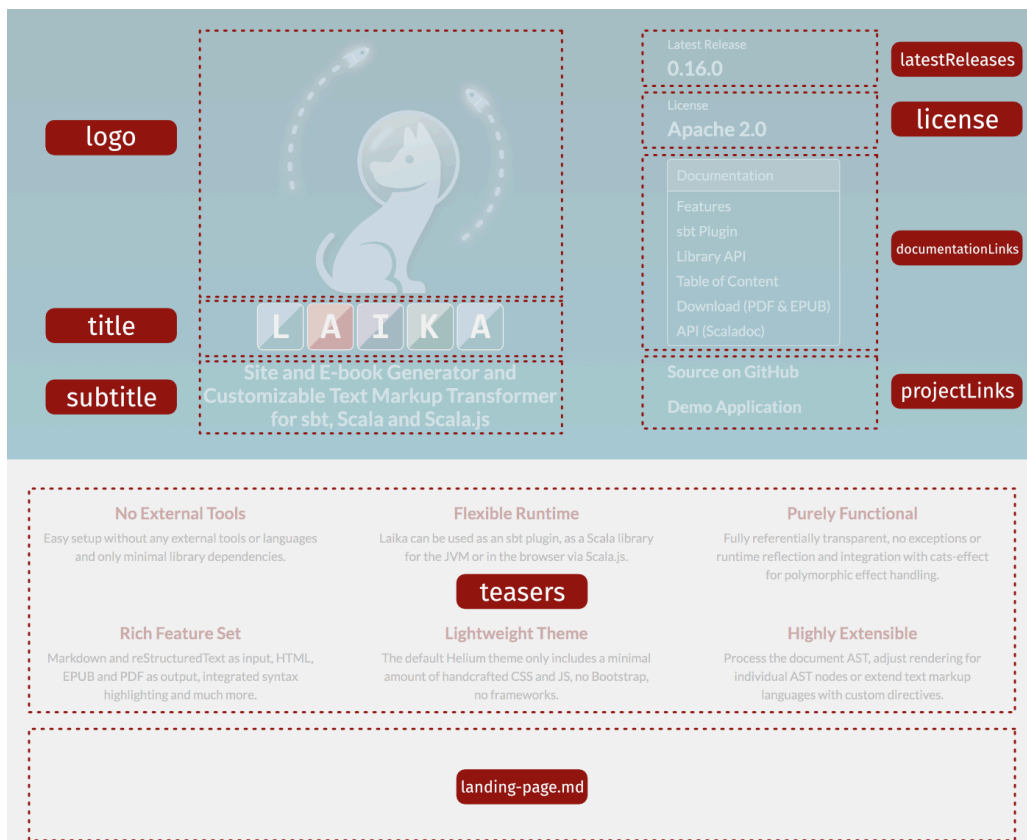 logo
title
subtitle
LAIKA
Site and E-book Generator and
Customizable Text Markup Transformer
for sbt, Scala and Scala.js
Latest Release
0.16.0
latestReleases
License
Apache 2.0
license
Documentation
Features
sbt Plugin
Library API
Table of Content
Download (PDF & EPUB)
API (Scaladoc)
documentationLinks
Source on GitHub
Demo Application
projectLinks
No External Tools
Easy setup without any external tools or languages
and only minimal library dependencies.
Flexible Runtime
Laika can be used as an sbt plugin, as a Scala library
for the JVM or in the browser via Scala.js.
Purely Functional
Fully referentially transparent, no exceptions or
runtime reflection and integration with cats-effect
for polymorphic effect handling.
teasers
Rich Feature Set
Markdown and reStructuredText as input, HTML,
EPUB and PDF as output, integrated syntax
highlighting and much more.
Lightweight Theme
The default Helium theme only includes a minimal
amount of handcrafted CSS and JS, no Bootstrap,
no frameworks.
Highly Extensible
Process the document AST, adjust rendering for
individual AST nodes or extend text markup
languages with custom directives.
landing-page.md